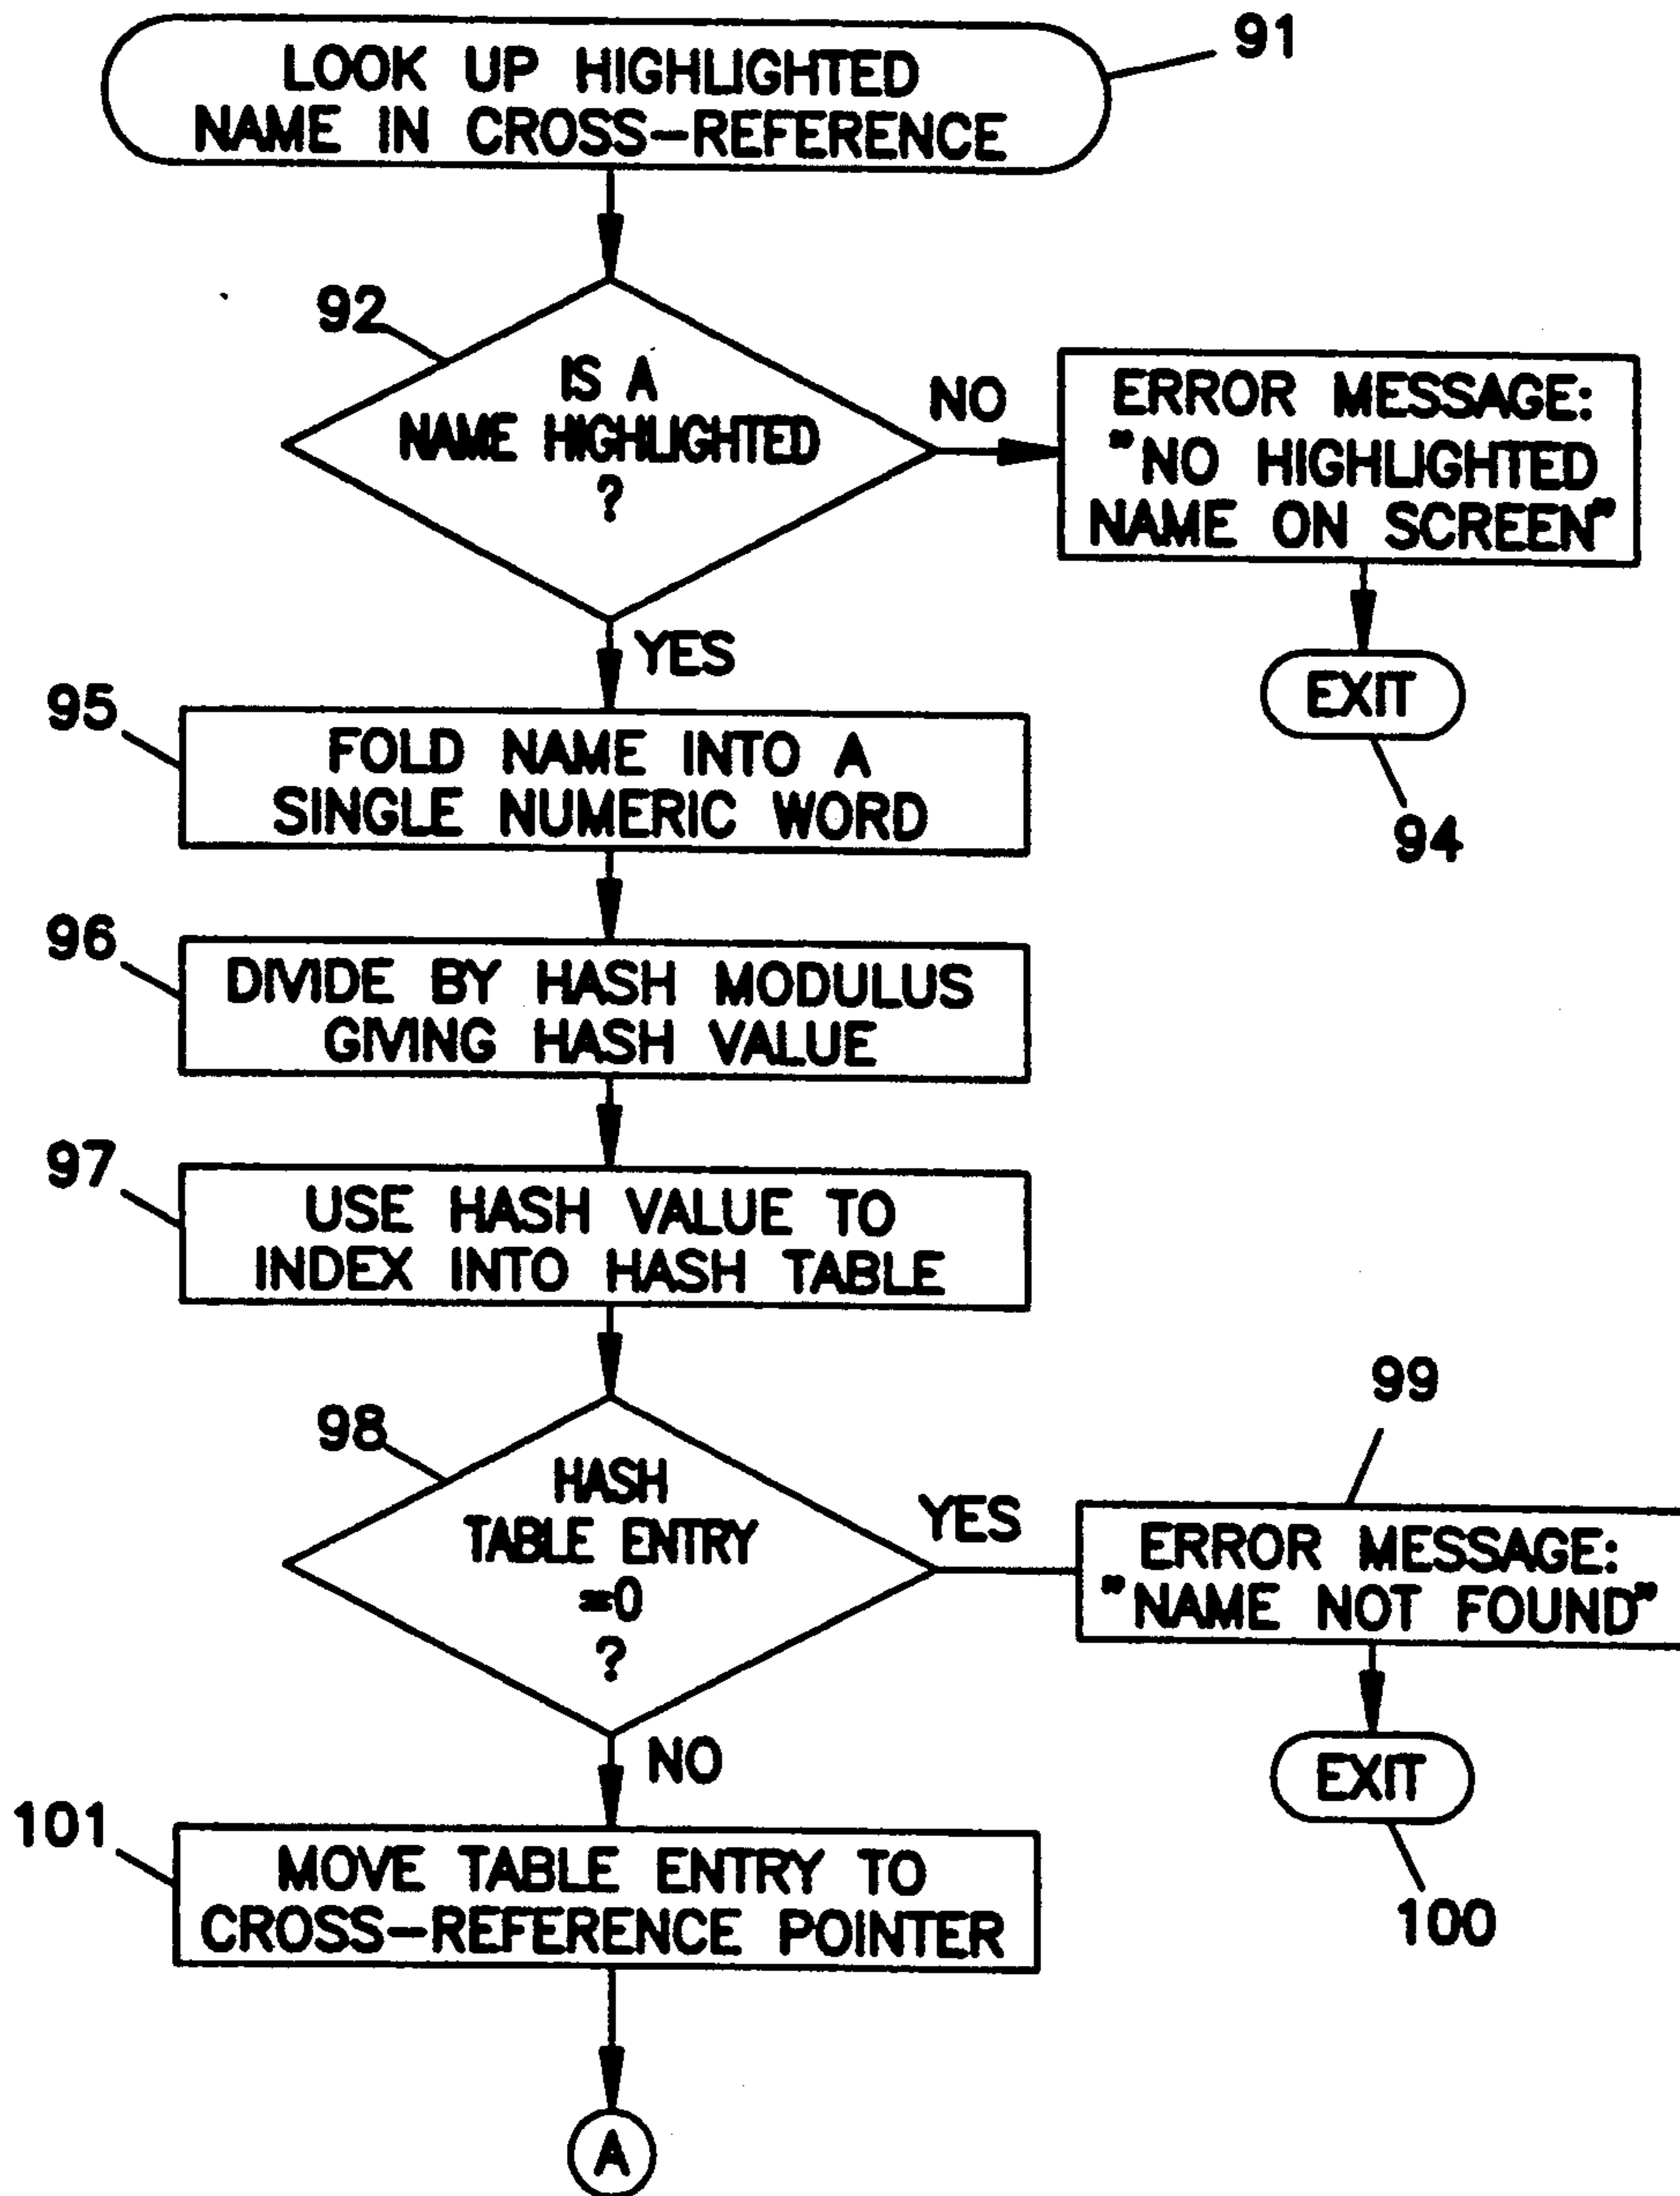 91
LOOK UP HIGHLIGHTED
NAME IN CROSS-REFERENCE
92
IS A
NAME HIGHLIGHTED
?
NO
ERROR MESSAGE:
"NO HIGHLIGHTED
NAME ON SCREEN"
EXIT
94
YES
95
FOLD NAME INTO A
SINGLE NUMERIC WORD
96
DIVIDE BY HASH MODULUS
GIVING HASH VALUE
97
USE HASH VALUE TO
INDEX INTO HASH TABLE
98
HASH
TABLE ENTRY
=0
?
YES
99
ERROR MESSAGE:
"NAME NOT FOUND"
EXIT
100
NO
101
MOVE TABLE ENTRY TO
CROSS-REFERENCE POINTER
A